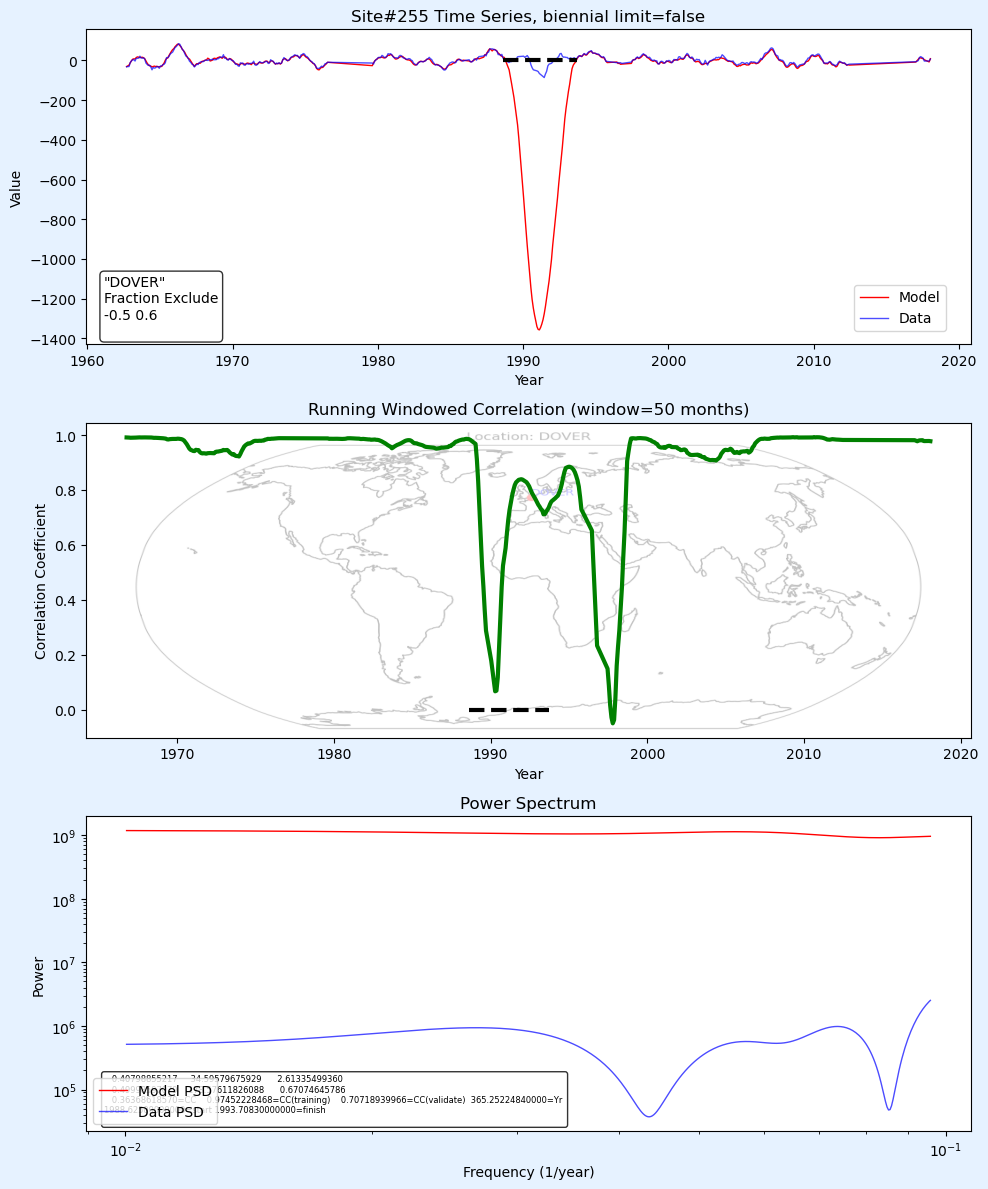 Site#255 Time Series, biennial limit=false
0
−200
−400
−600
−800
−1000
−1200
−1400
Value
"DOVER"
Fraction Exclude
-0.5 0.6
Model
Data
1960
1970
1980
1990
2000
2010
2020
Year
Running Windowed Correlation (window=50 months)
Location: DOVER
1.0
0.8
0.6
0.4
0.2
0.0
Correlation Coefficient
1970
1980
1990
2000
2010
2020
Year
Power Spectrum
10⁹
10⁸
10⁷
10⁶
10⁵
Power
34.59579675929 2.61335499360
0.67074645786
0.36368618570=CC 0.97452228468=CC(training) 0.70718939966=CC(validate) 365.25224840000=Yr
1993.70830000000=finish
Model PSD
Data PSD
10⁻²
10⁻¹
Frequency (1/year)